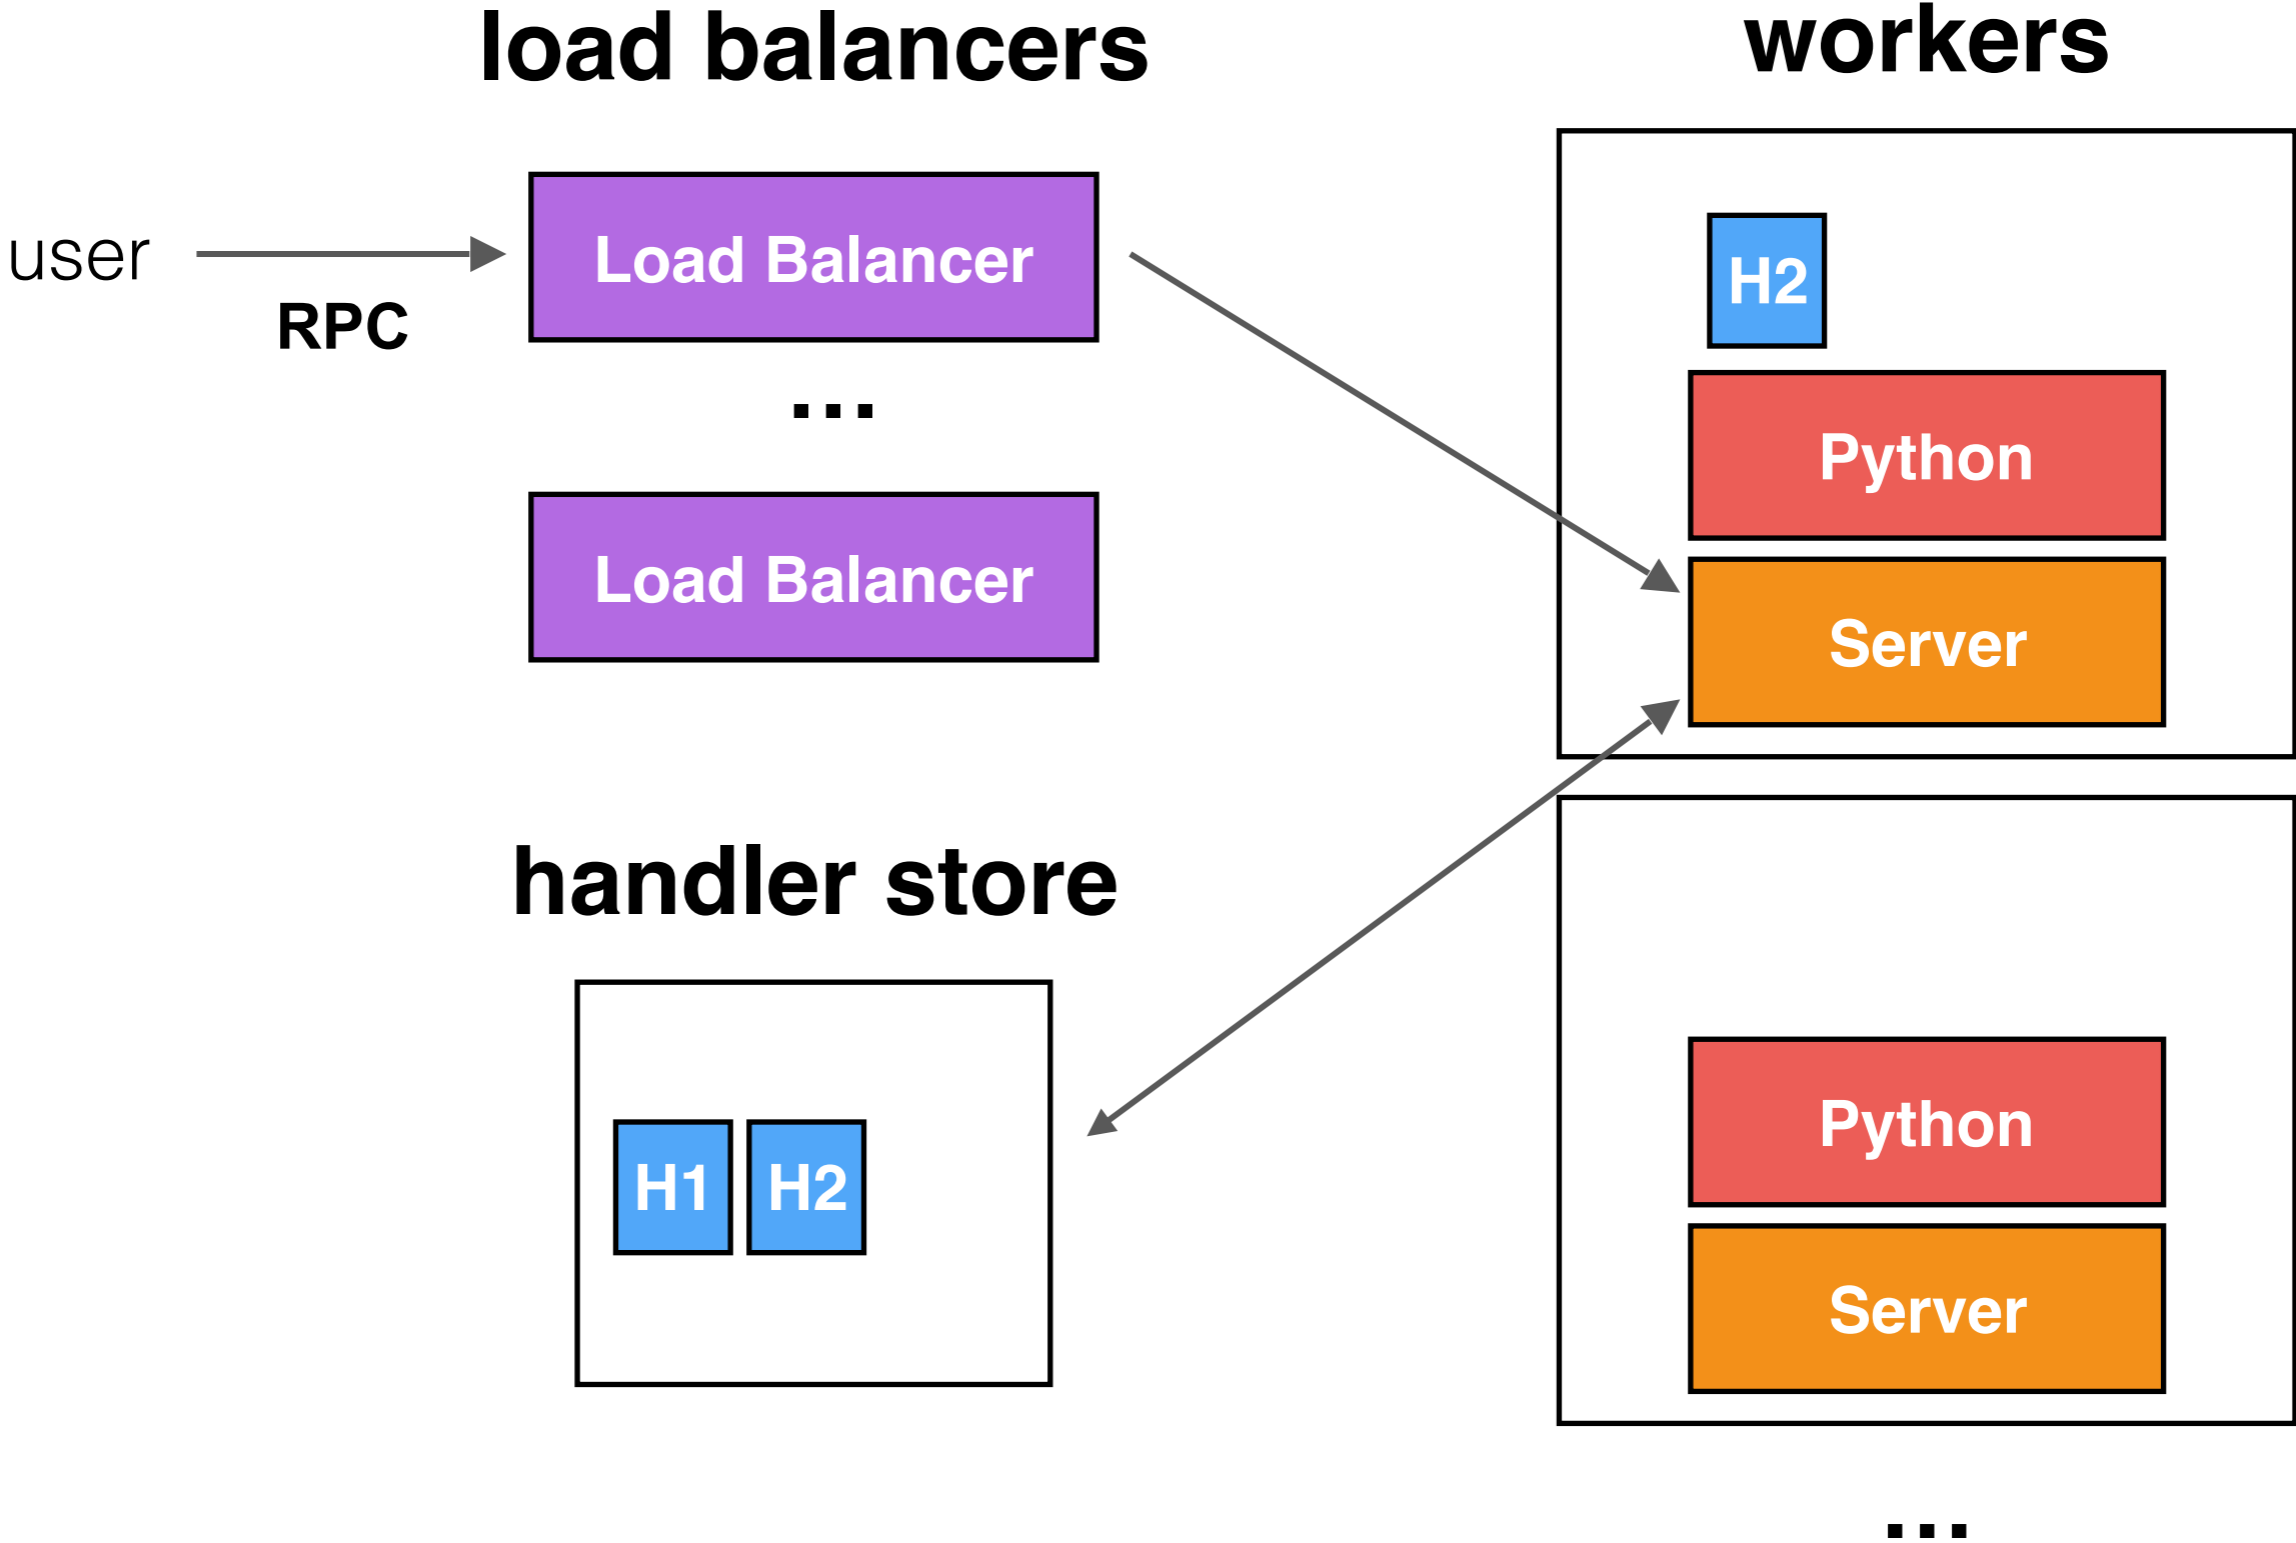 load balancers
workers
user
RPC
Load Balancer
...
Load Balancer
H2
Python
Server
handler store
H1 H2
Python
Server
...